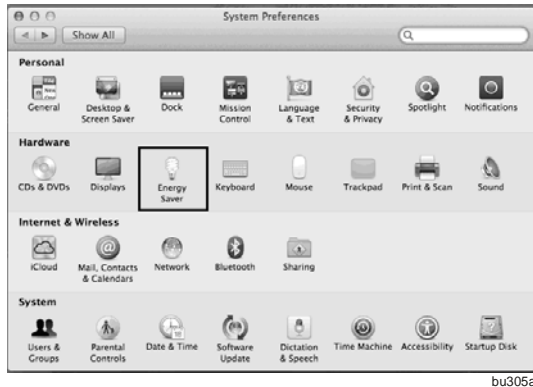 System Preferences
Show All
Personal
General
Desktop &
Screen Saver
Dock
Mission
Control
Language
& Text
Security
& Privacy
Spotlight
Notifications
Hardware
CDs & DVDs
Displays
Energy
Saver
Keyboard
Mouse
Trackpad
Print & Scan
Sound
Internet & Wireless
iCloud
Mail, Contacts
& Calendars
Network
Bluetooth
Sharing
System
Users &
Groups
Parental
Controls
Date & Time
Software
Update
Dictation
& Speech
Time Machine
Accessibility
Startup Disk
bu305a